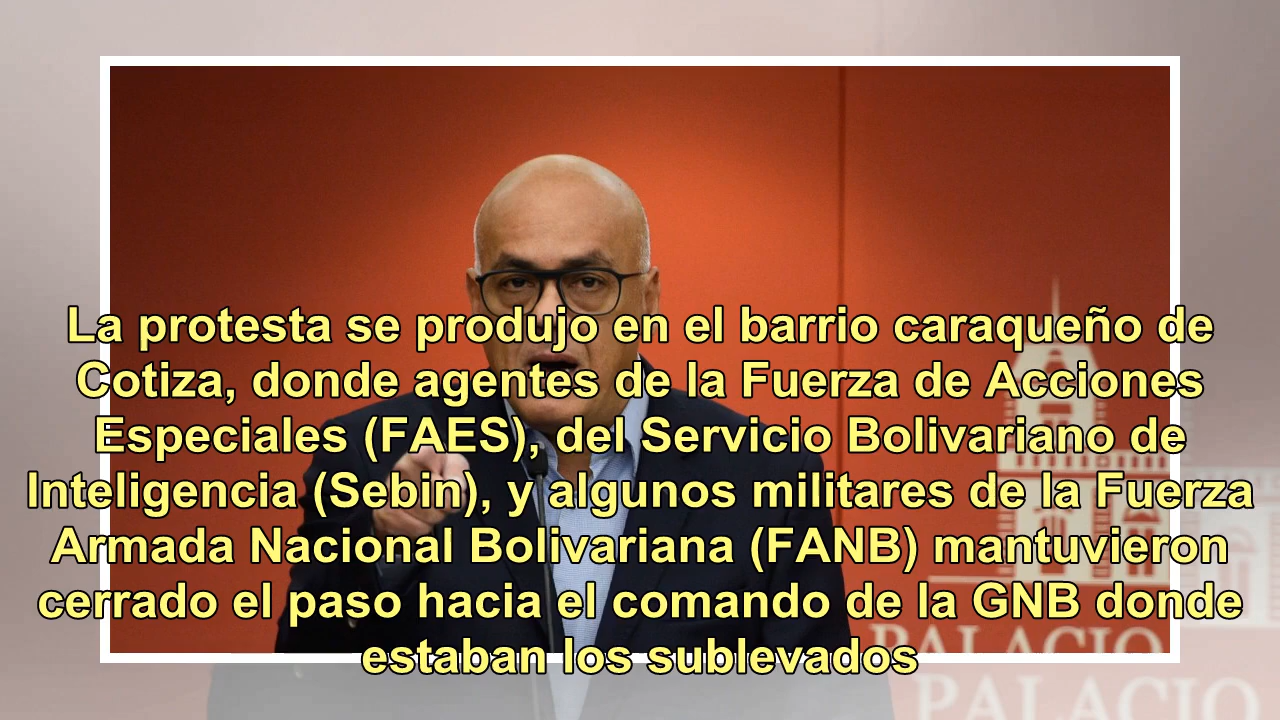 La protesta se produjo en el barrio caraqueño de
Cotiza, donde agentes de la Fuerza de Acciones
Especiales (FAES), del Servicio Bolivariano de
Inteligencia (Sebin), y algunos militares de la Fuerza
Armada Nacional Bolivariana (FANB) mantuvieron
cerrado el paso hacia el comando de la GNB donde
estaban los sublevados
PALACIO
PALACIO